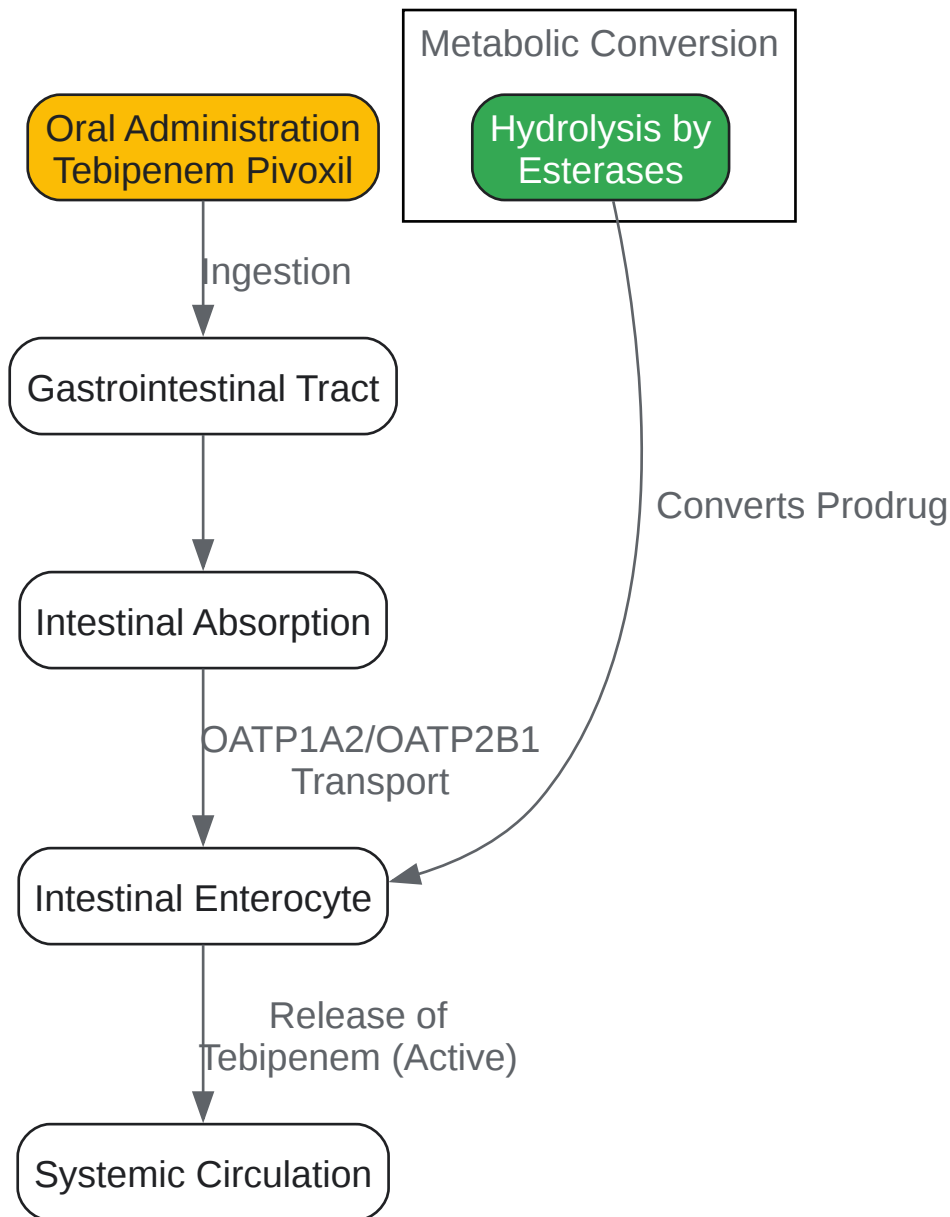 Metabolic Conversion
Oral Administration
Tebipenem Pivoxil
Hydrolysis by
Esterases
Ingestion
Gastrointestinal Tract
Converts Prodrug
Intestinal Absorption
OATP1A2/OATP2B1
Transport
Intestinal Enterocyte
Release of
Tebipenem (Active)
Systemic Circulation